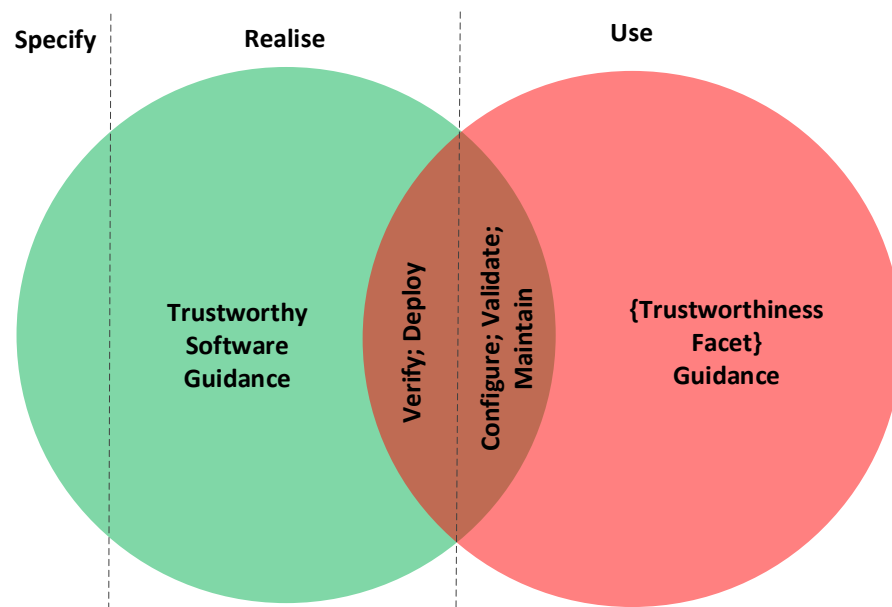 Specify
Realise
Use
Trustworthy
Software
Guidance
Verify; Deploy
Configure; Validate;
Maintain
{Trustworthiness
Facet}
Guidance